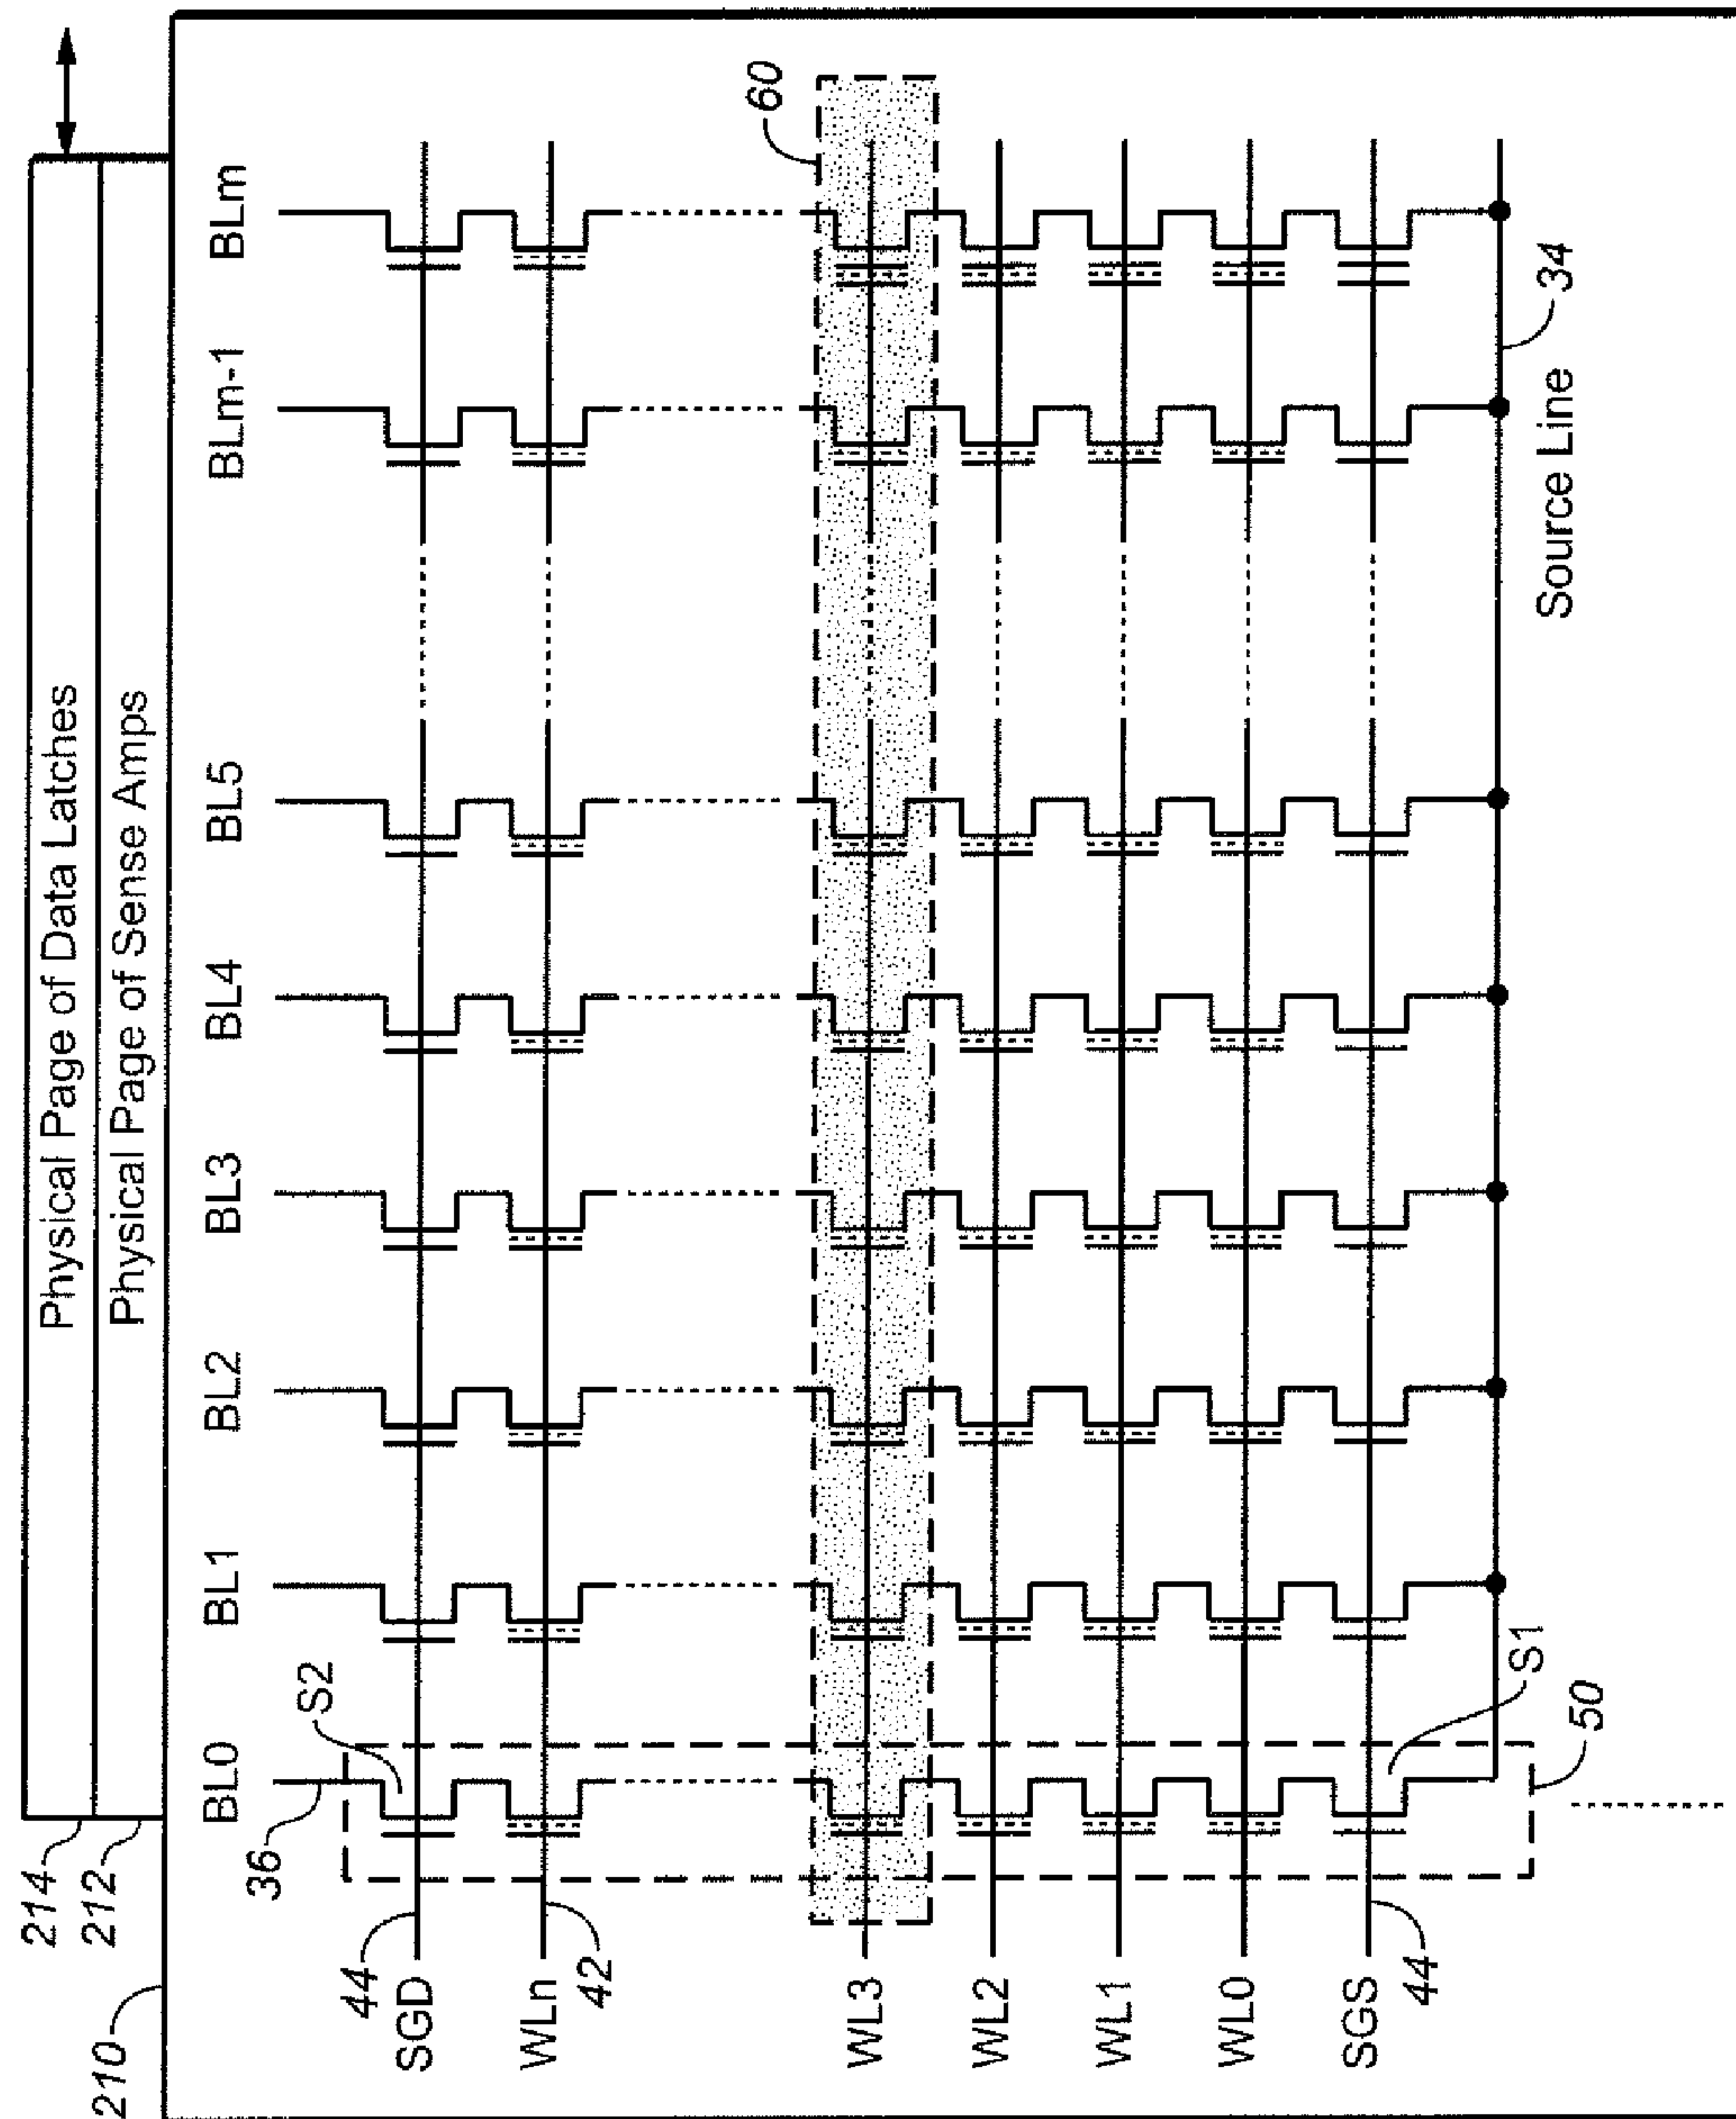 Physical Page of Data Latches
Physical Page of Sense Amps
214
212
210
BL0
BL1
BL2
BL3
BL4
BL5
BLm-1
BLm
36
S2
60
44
SGD
WLn
42
WL3
WL2
WL1
WL0
SGS
44
S1
50
Source Line
34